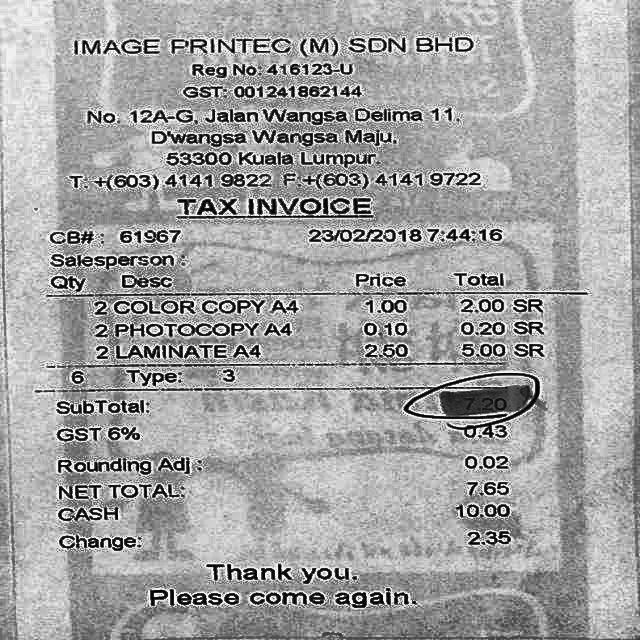 IMAGE PRINTEC (M) SDN BHD
Reg No: 416123-U
GST: 001241862144
No. 12A-G, Jalan Wangsa Delima 11,
D'wangsa Wangsa Maju,
53300 Kuala Lumpur.
T: +(603) 4141 9822 F:+(603) 4141 9722
TAX INVOICE
CB# : 61967 23/02/2018 7:44:16
Salesperson :
Qty Desc Price Total
2 COLOR COPY A4 1.00 2.00 SR
2 PHOTOCOPY A4 0.10 0.20 SR
2 LAMINATE A4 2.50 5.00 SR
6 Type: 3
SubTotal: 7.20
GST 6% 0.43
Rounding Adj : 0.02
NET TOTAL: 7.65
CASH 10.00
Change: 2.35
Thank you.
Please come again.